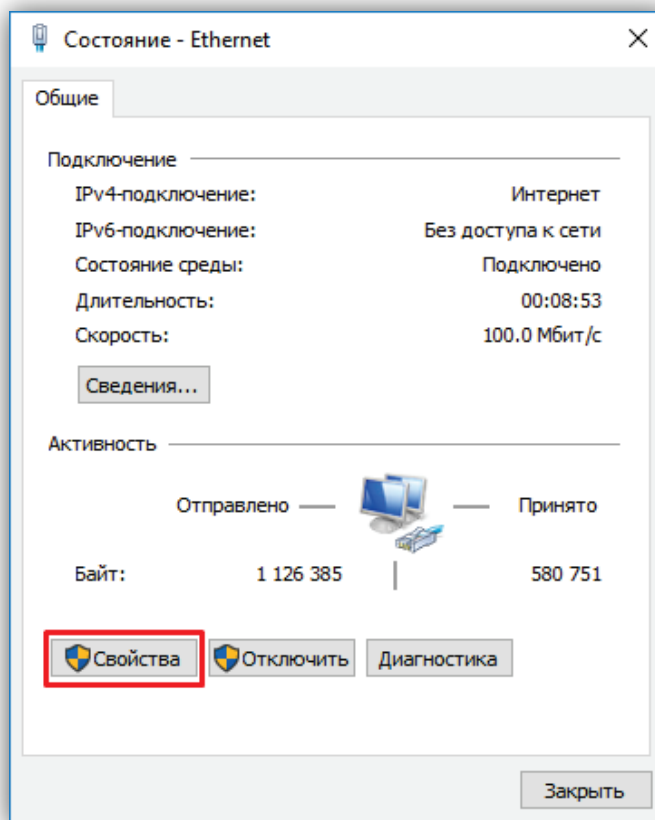 Состояние - Ethernet
Общие
Подключение
IPv4-подключение: Интернет
IPv6-подключение: Без доступа к сети
Состояние среды: Подключено
Длительность: 00:08:53
Скорость: 100.0 Мбит/с
Сведения...
Активность
Отправлено Принято
Байт: 1 126 385 580 751
Свойства Отключить Диагностика
Закрыть